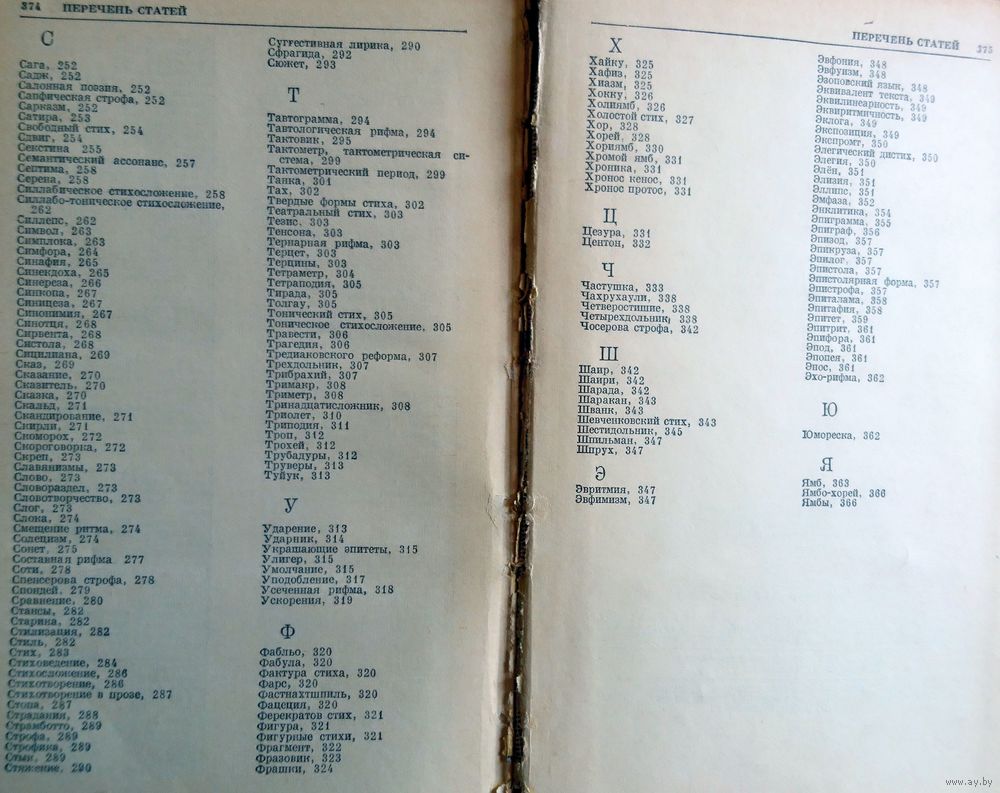 374 ПЕРЕЧЕНЬ СТАТЕЙ
С
Сага, 252
Садж, 252
Салонная поэзия, 252
Сапфическая строфа, 252
Сарказм, 252
Сатира, 253
Свободный стих, 254
Сдвиг, 254
Секстина 255
Семантический ассонанс, 257
Септима, 258
Серена, 258
Силлабическое стихосложение, 258
Силлабо-тоническое стихосложение,
262
Силлепс, 262
Символ, 263
Симплока, 263
Симфора, 264
Синафия, 265
Синекдоха, 265
Синереза, 266
Синкопа, 267
Синицеза, 267
Синонимия, 267
Сиротця, 268
Сирвента, 268
Систола, 268
Сицилиана, 269
Сказ, 269
Сказание, 270
Сказитель, 270
Сказка, 270
Скальд, 271
Скандирование, 271
Скирли, 271
Скоморох, 272
Скороговорка, 272
Скреп, 273
Славянизмы, 273
Слово, 273
Словораздел, 273
Словотворчество, 273
Слог, 273
Слока, 274
Смещение ритма, 274
Солецизм, 274
Сонет, 275
Составная рифма 277
Соти, 278
Спенсерова строфа, 278
Спондей, 279
Сравнение, 280
Стансы, 282
Старина, 282
Стилизация, 282
Стиль, 282
Стих, 283
Стиховедение, 284
Стихосложение, 286
Стихотворение, 286
Стихотворение в прозе, 287
Стопа, 287
Страдания, 288
Страмботто, 289
Строфа, 289
Строфика, 289
Стык, 289
Стяжение, 290
Суггестивная лирика, 290
Сфрагида, 292
Сюжет, 293
Т
Тавтограмма, 294
Тавтологическая рифма, 294
Тактовик, 295
Тактометр, тактометрическая си-
стема, 299
Тактометрический период, 299
Танка, 301
Тах, 302
Твердые формы стиха, 302
Театральный стих, 303
Тезис, 303
Тенсона, 303
Тернарная рифма, 303
Терцет, 303
Терцины, 303
Тетраметр, 304
Тетраподия, 305
Тирада, 305
Толгау, 305
Тонический стих, 305
Тоническое стихосложение, 305
Травести, 306
Трагедия, 306
Тредиаковского реформа, 307
Трехдольник, 307
Трибрахий, 307
Тримакр, 308
Триметр, 308
Тринадцатисложник, 308
Триолет, 310
Триподия, 311
Троп, 312
Трохей, 312
Трубадуры, 312
Труверы, 313
Туйук, 313
У
Ударение, 313
Ударник, 314
Украшающие эпитеты, 315
Улигер, 315
Умолчание, 315
Уподобление, 317
Усеченная рифма, 318
Ускорения, 319
Ф
Фабльо, 320
Фабула, 320
Фактура стиха, 320
Фарс, 320
Фастнахтшпиль, 320
Фацеция, 320
Ферекратов стих, 321
Фигура, 321
Фигурные стихи, 321
Фрагмент, 322
Фразовик, 323
Фрашки, 324
ПЕРЕЧЕНЬ СТАТЕЙ 375
Х
Хайку, 325
Хафиз, 325
Хиазм, 325
Хокку, 326
Холиямб, 326
Холостой стих, 327
Хор, 328
Хорей, 328
Хориямб, 330
Хромой ямб, 331
Хроника, 331
Хронос кенос, 331
Хронос протос, 331
Ц
Цезура, 331
Центон, 332
Ч
Частушка, 333
Чахрухаули, 338
Четверостишие, 338
Четырехдольник, 338
Чосерова строфа, 342
Ш
Шаир, 342
Шаири, 342
Шарада, 342
Шаракан, 343
Шванк, 343
Шевченковский стих, 343
Шестидольник, 345
Шпильман, 347
Шпрух, 347
Э
Эвритмия, 347
Эвфимизм, 347
Эвфония, 348
Эвфуизм, 348
Эзоповский язык, 348
Эквивалент текста, 349
Эквилинеарность, 349
Эквиритмичность, 349
Эклога, 349
Экспозиция, 349
Экспромт, 350
Элегический дистих, 350
Элегия, 350
Элён, 351
Элизия, 351
Эллипс, 351
Эмфаза, 352
Энклитика, 354
Эпиграмма, 355
Эпиграф, 356
Эпизод, 357
Эпикруза, 357
Эпилог, 357
Эпистола, 357
Эпистолярная форма, 357
Эпистрофа, 357
Эпиталама, 358
Эпитафия, 358
Эпитет, 359
Эпитрит, 361
Эпифора, 361
Эпод, 361
Эпопея, 361
Эпос, 361
Эхо-рифма, 362
Ю
Юмореска, 362
Я
Ямб, 363
Ямбо-хорей, 366
Ямбы, 366
www.ay.by